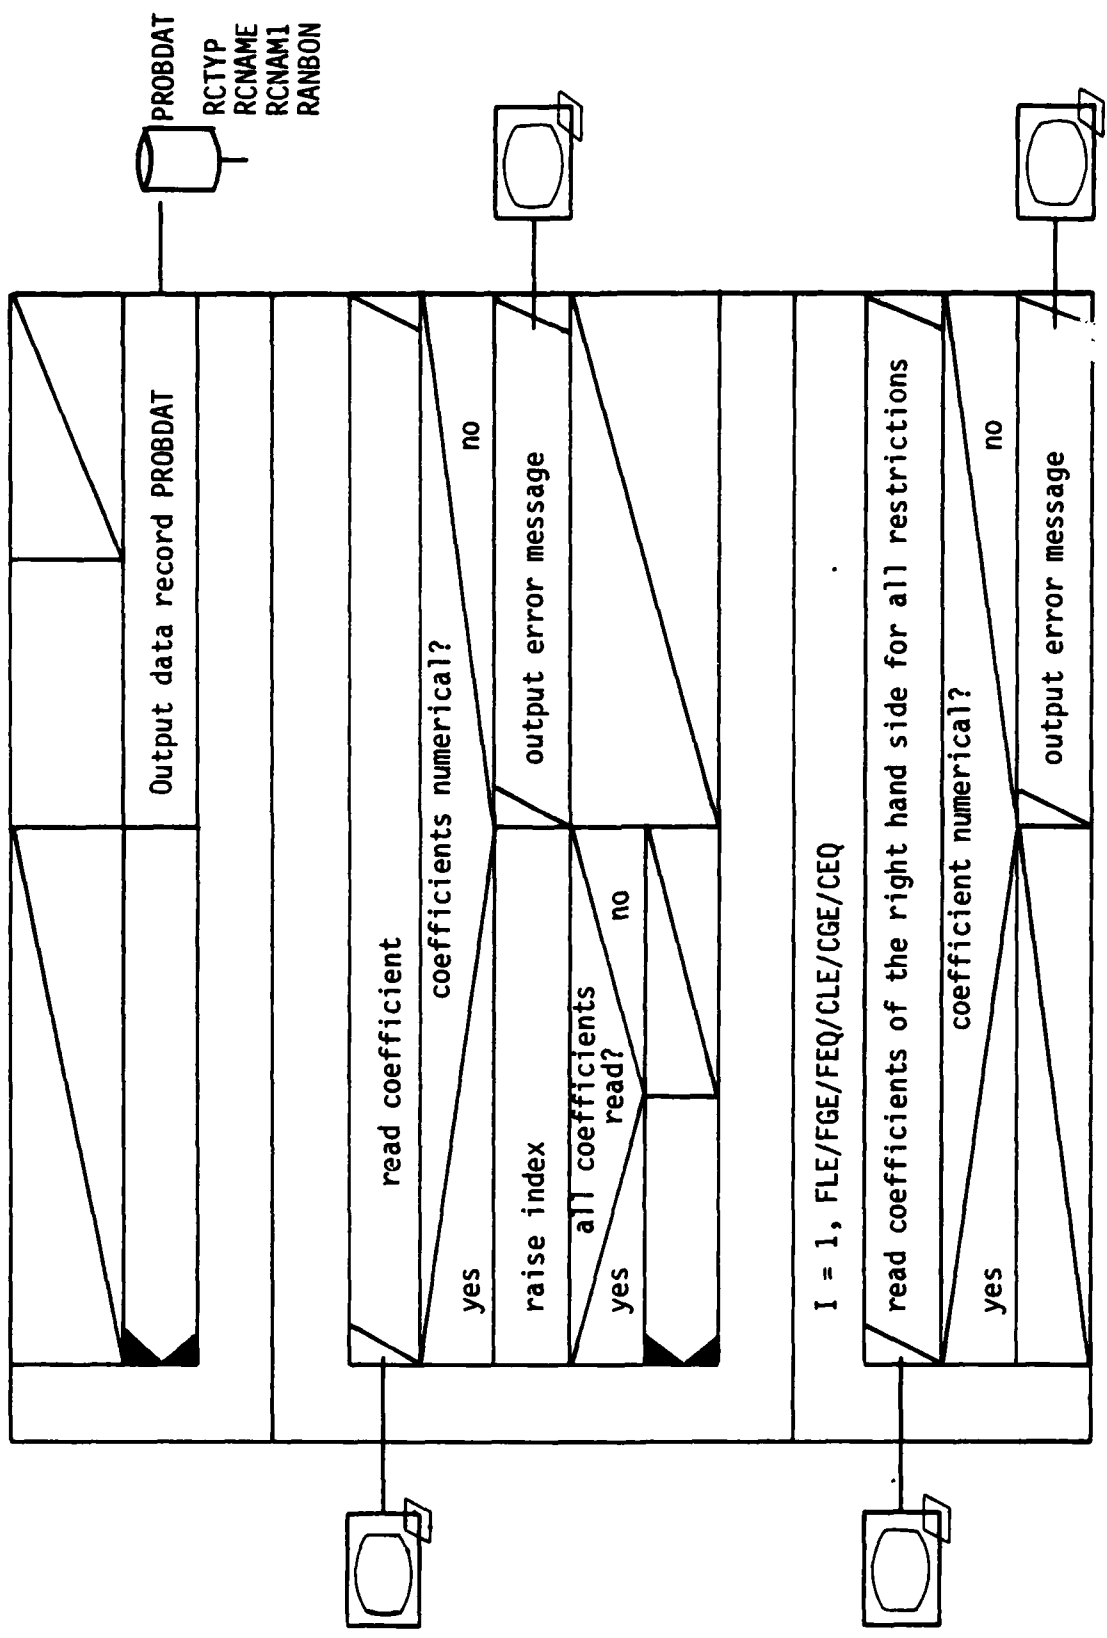 PROBDAT
RCTYP
RCNAME
RCNAM1
RANBON
Output data record PROBDAT
read coefficient
coefficients numerical?
yes
no
raise index
output error message
all coefficients
read?
yes
no
I = 1, FLE/FGE/FEQ/CLE/CGE/CEQ
read coefficients of the right hand side for all restrictions
coefficient numerical?
yes
no
output error message